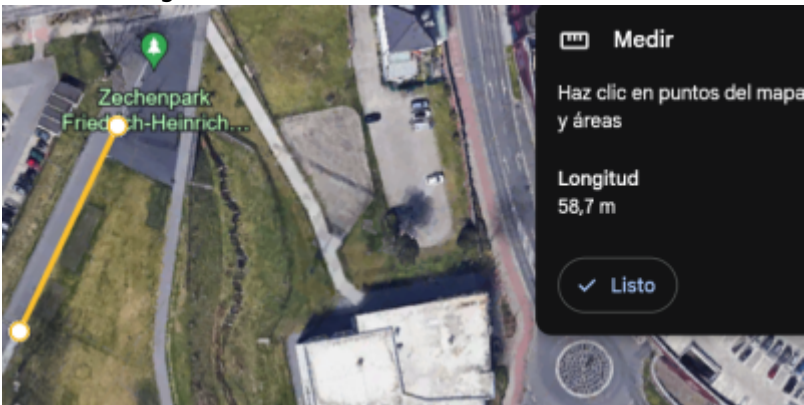 Zechenpark
Friedrich-Heinrich...
Medir
Haz clic en puntos del mapa
y áreas
Longitud
58,7 m
Listo